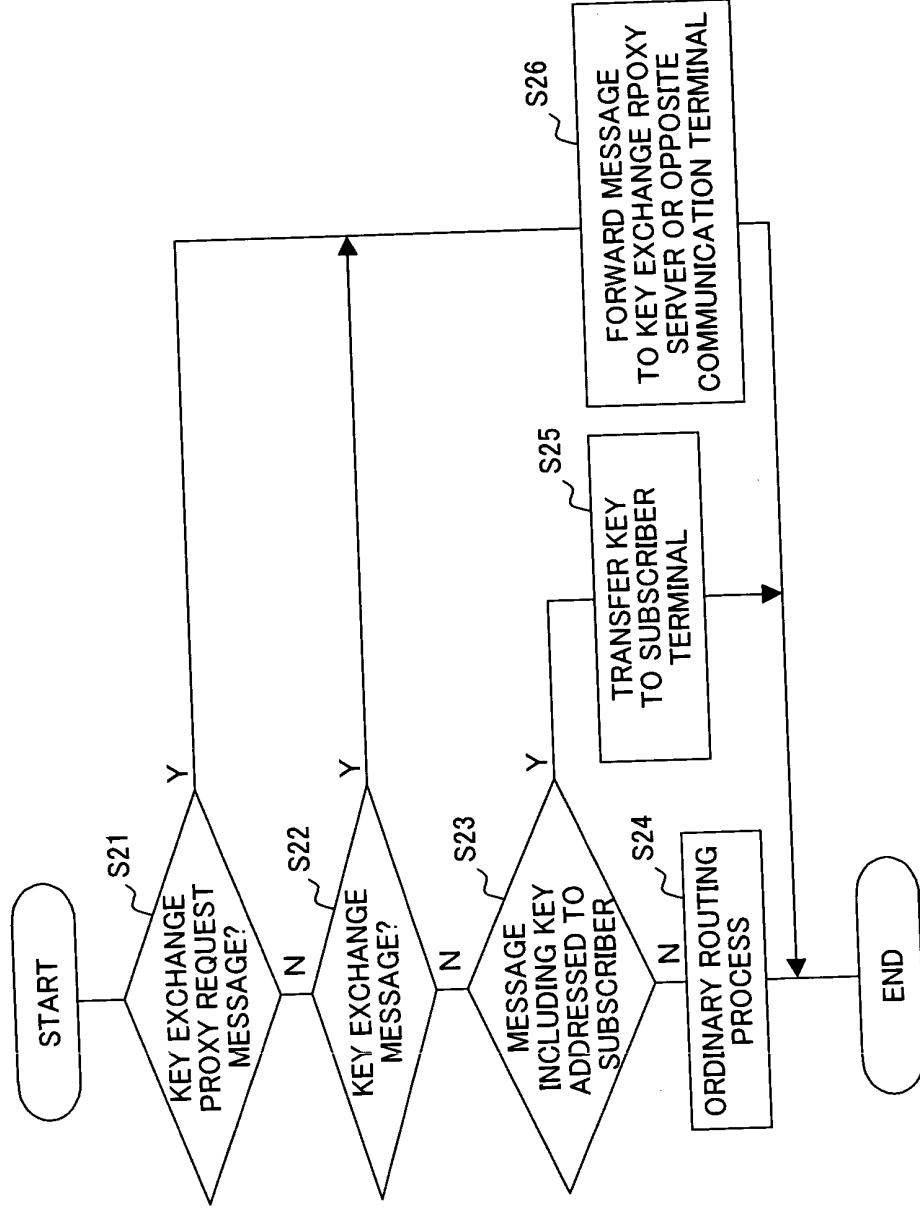 START
S21
KEY EXCHANGE
PROXY REQUEST
MESSAGE?
Y
N
S22
KEY EXCHANGE
MESSAGE?
Y
N
S23
MESSAGE
INCLUDING KEY
ADDRESSED TO
SUBSCRIBER
Y
N
S24
ORDINARY ROUTING
PROCESS
S25
TRANSFER KEY
TO SUBSCRIBER
TERMINAL
S26
FORWARD MESSAGE
TO KEY EXCHANGE RPOXY
SERVER OR OPPOSITE
COMMUNICATION TERMINAL
END